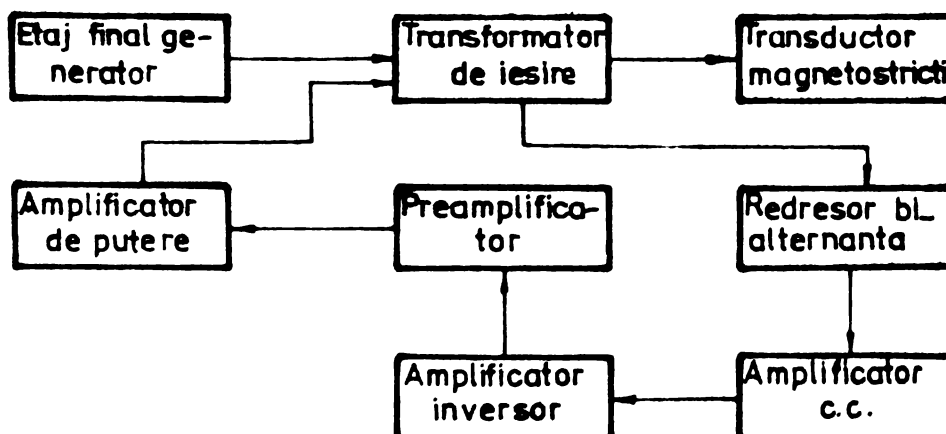 Etaj final ge-
nerator
Transformator
de iesire
Transductor
magnetostricti
Amplificator
de putere
Preamplifica-
tor
Redresor bi_
alternanta
Amplificator
inversor
Amplificator
c.c.